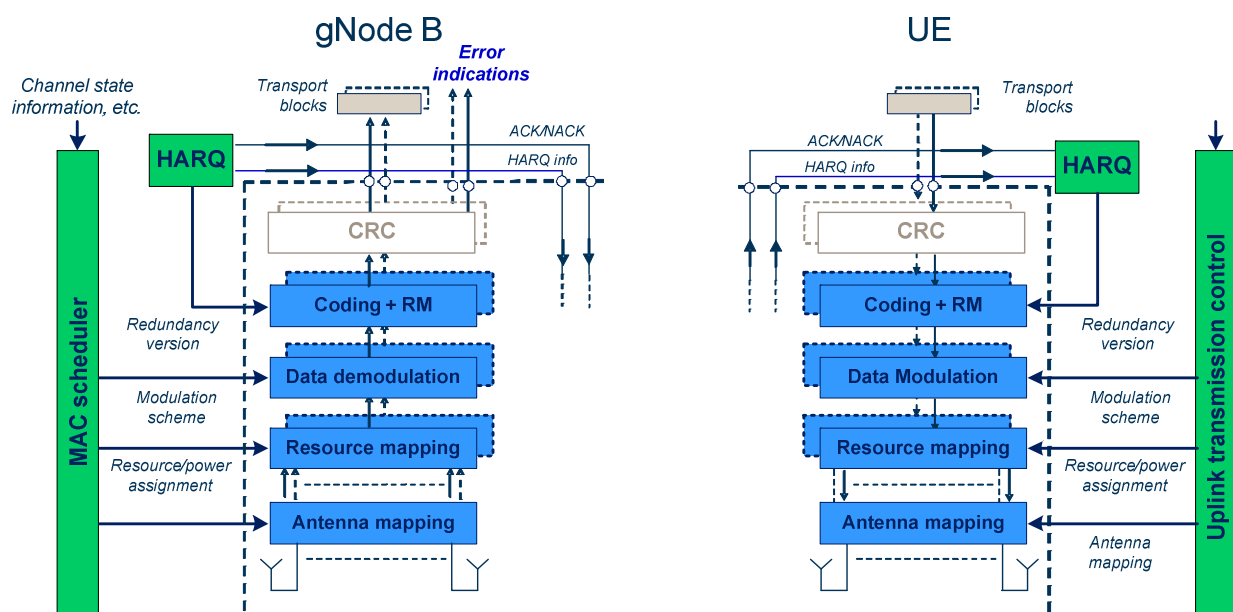 gNode B
Error
indications
Transport
blocks
Channel state
information, etc.
ACK/NACK
HARQ
HARQ info
CRC
Coding + RM
Redundancy
version
Data demodulation
Modulation
scheme
Resource mapping
Resource/power
assignment
Antenna mapping
MAC scheduler
UE
Transport
blocks
ACK/NACK
HARQ
HARQ info
CRC
Coding + RM
Redundancy
version
Data Modulation
Modulation
scheme
Resource mapping
Resource/power
assignment
Antenna mapping
Antenna
mapping
Uplink transmission control